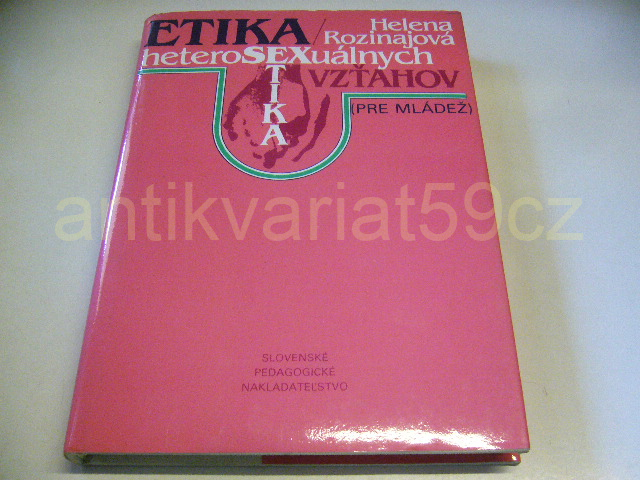 ETIKA / Helena
Rozinajová
heteroSEXuálnych
VZŤAHOV
ETIKA
(PRE MLÁDEŽ)
antikvariat59cz
SLOVENSKÉ
PEDAGOGICKÉ
NAKLADATEĽSTVO